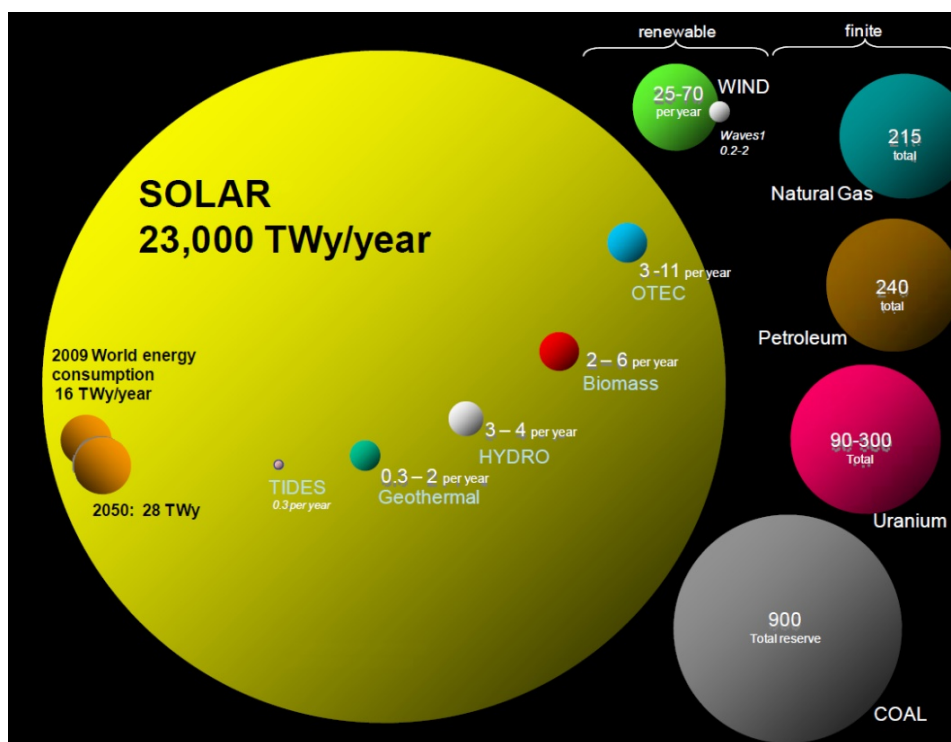 renewable
finite
WIND
25-70
per year
Waves1
0.2-2
215
total
Natural Gas
SOLAR
23,000 TWy/year
3 -11 per year
OTEC
240
total
Petroleum
2009 World energy
consumption
16 TWy/year
2 – 6 per year
Biomass
3 – 4 per year
HYDRO
90-300
Total
Uranium
0.3 – 2 per year
Geothermal
TIDES
0.3 per year
2050: 28 TWy
900
Total reserve
COAL